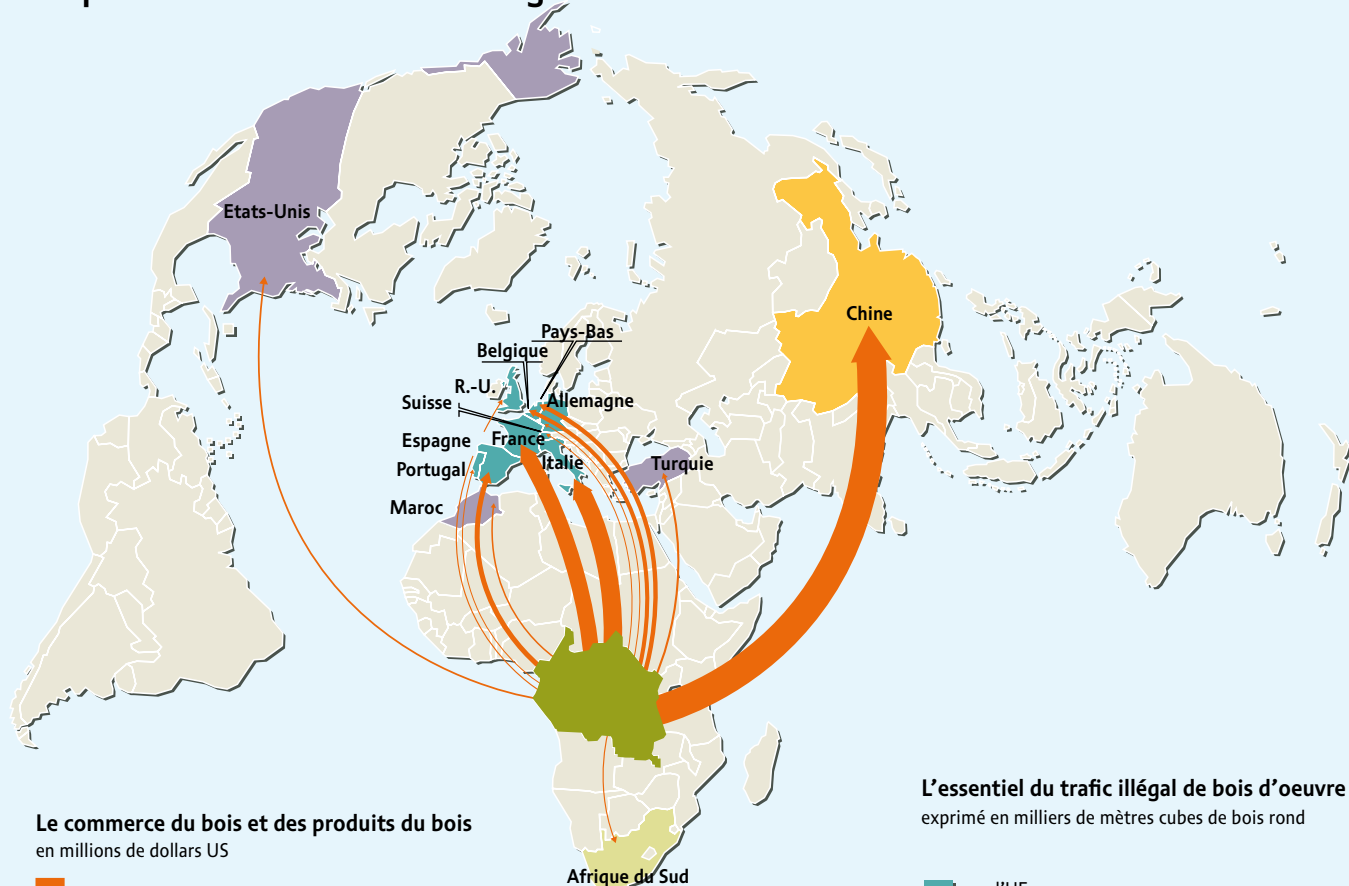 Etats-Unis
Chine
Pays-Bas
Belgique
R.-U.
Suisse
Allemagne
Espagne
France
Portugal
Italie
Turquie
Maroc
L'essentiel du trafic illégal de bois d'oeuvre
exprimé en milliers de mètres cubes de bois rond
Le commerce du bois et des produits du bois
en millions de dollars US
Afrique du Sud